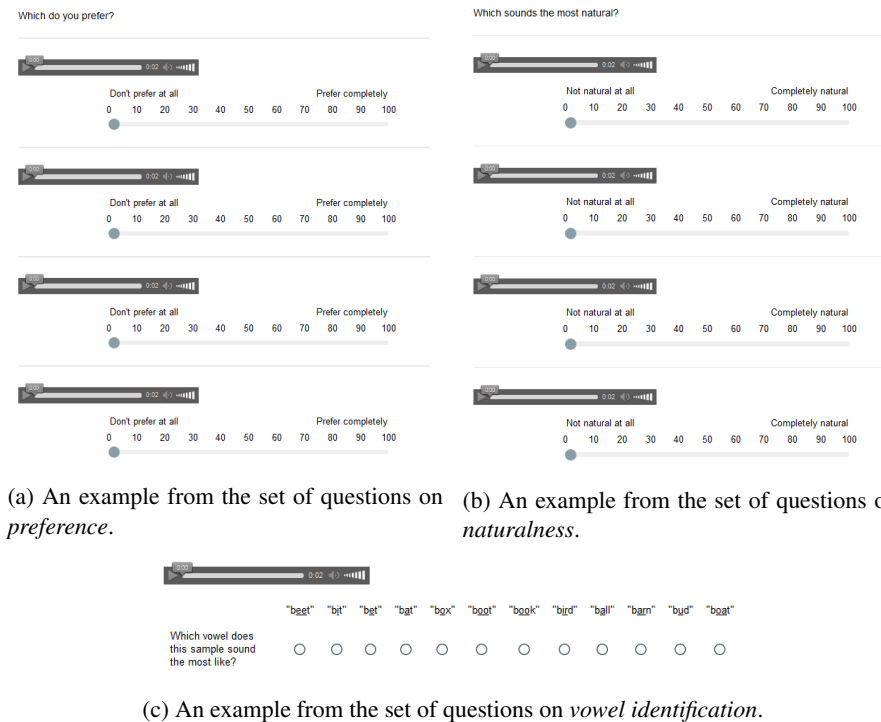 Which do you prefer?
0:00
0:02
Don't prefer at all Prefer completely
0 10 20 30 40 50 60 70 80 90 100
0:00
0:02
Don't prefer at all Prefer completely
0 10 20 30 40 50 60 70 80 90 100
0:00
0:02
Don't prefer at all Prefer completely
0 10 20 30 40 50 60 70 80 90 100
0:00
0:02
Don't prefer at all Prefer completely
0 10 20 30 40 50 60 70 80 90 100
(a) An example from the set of questions on
preference.
Which sounds the most natural?
0:00
0:02
Not natural at all Completely natural
0 10 20 30 40 50 60 70 80 90 100
0:00
0:02
Not natural at all Completely natural
0 10 20 30 40 50 60 70 80 90 100
0:00
0:02
Not natural at all Completely natural
0 10 20 30 40 50 60 70 80 90 100
0:00
0:02
Not natural at all Completely natural
0 10 20 30 40 50 60 70 80 90 100
(b) An example from the set of questions
naturalness.
0:00
0:02
"beet" "bit" "bet" "bat" "box" "boot" "book" "bird" "ball" "barn" "bud" "boat"
Which vowel does
this sample sound
the most like?
(c) An example from the set of questions on vowel identification.